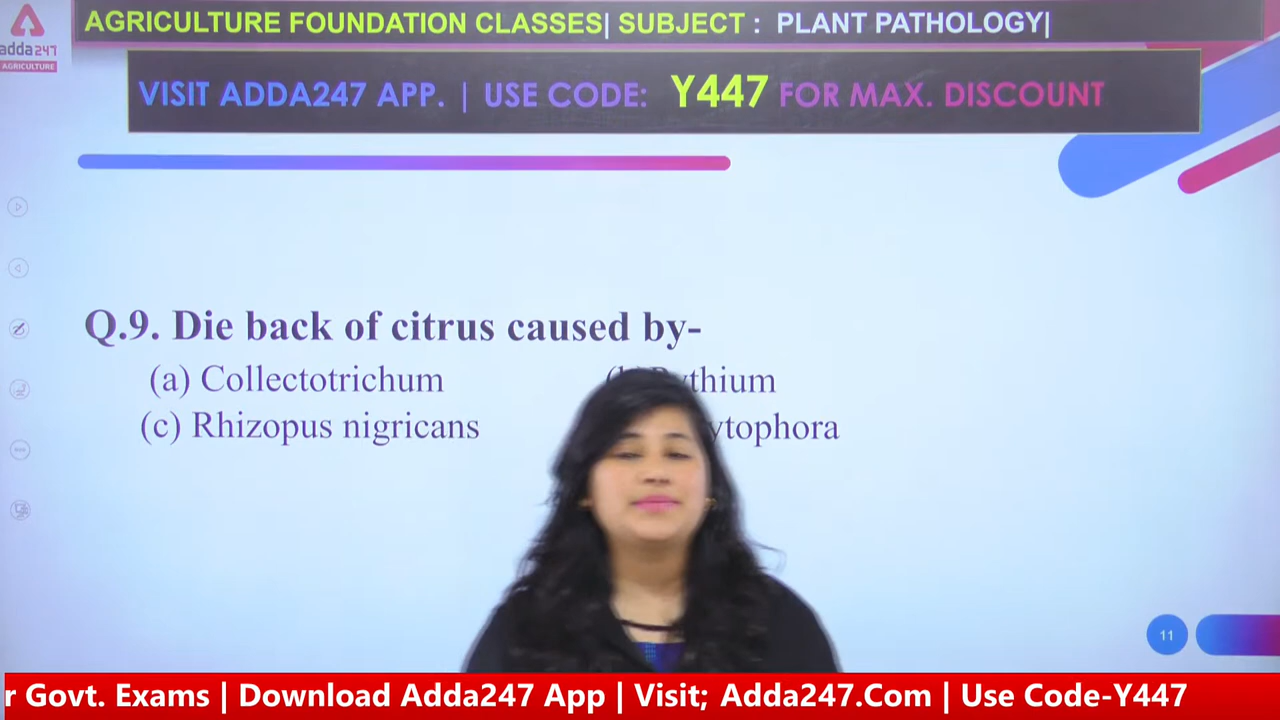 AGRICULTURE FOUNDATION CLASSES| SUBJECT : PLANT PATHOLOGY|
adda247
AGRICULTURE
VISIT ADDA247 APP. | USE CODE: Y447 FOR MAX. DISCOUNT
Q.9. Die back of citrus caused by-
(a) Collectotrichum
(c) Rhizopus nigricans
11
r Govt. Exams | Download Adda247 App | Visit; Adda247.Com | Use Code-Y447